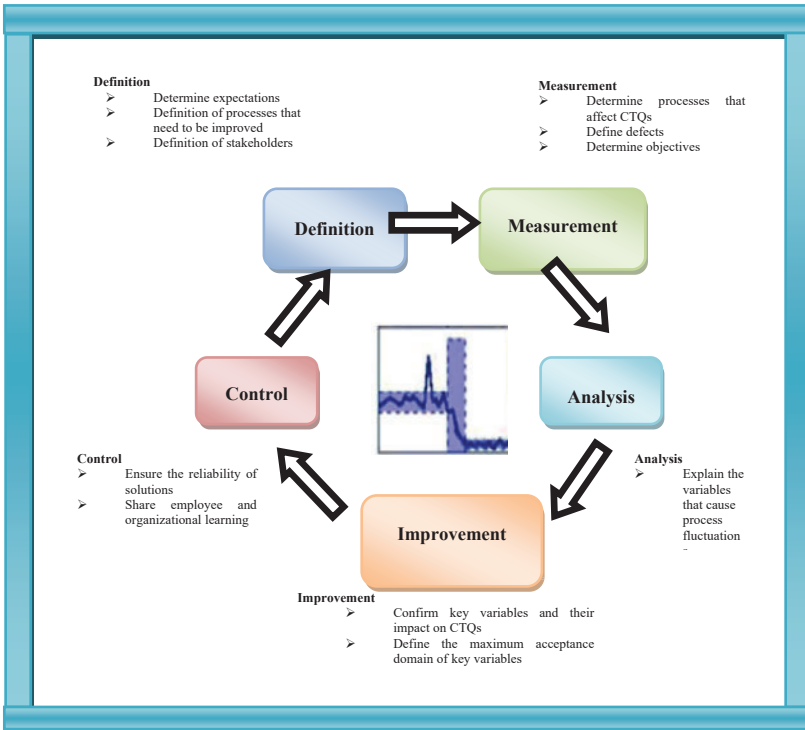 Definition
➢ Determine expectations
➢ Definition of processes that
need to be improved
➢ Definition of stakeholders
Measurement
➢ Determine processes that
affect CTQs
➢ Define defects
➢ Determine objectives
Definition
Measurement
Control
Analysis
Control
➢ Ensure the reliability of
solutions
➢ Share employee and
organizational learning
Analysis
➢ Explain the
variables
that cause
process
fluctuation
Improvement
Improvement
➢ Confirm key variables and their
impact on CTQs
➢ Define the maximum acceptance
domain of key variables